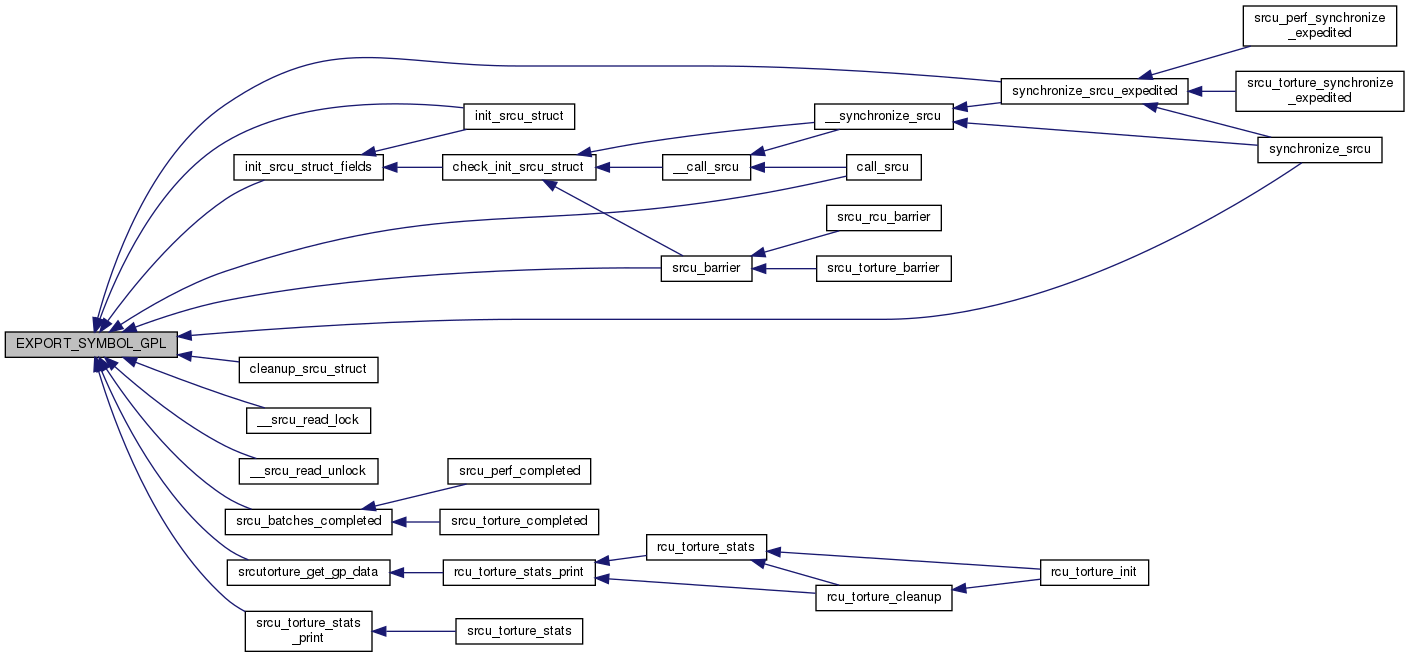 srcu_perf_synchronize
_expedited
srcu_torture_synchronize
_expedited
synchronize_srcu_expedited
init_srcu_struct
__synchronize_srcu
synchronize_srcu
init_srcu_struct_fields
check_init_srcu_struct
__call_srcu
call_srcu
srcu_rcu_barrier
srcu_barrier
srcu_torture_barrier
EXPORT_SYMBOL_GPL
cleanup_srcu_struct
__srcu_read_lock
__srcu_read_unlock
srcu_perf_completed
srcu_batches_completed
srcu_torture_completed
rcu_torture_stats
srcutorture_get_gp_data
rcu_torture_stats_print
rcu_torture_init
rcu_torture_cleanup
srcu_torture_stats
_print
srcu_torture_stats